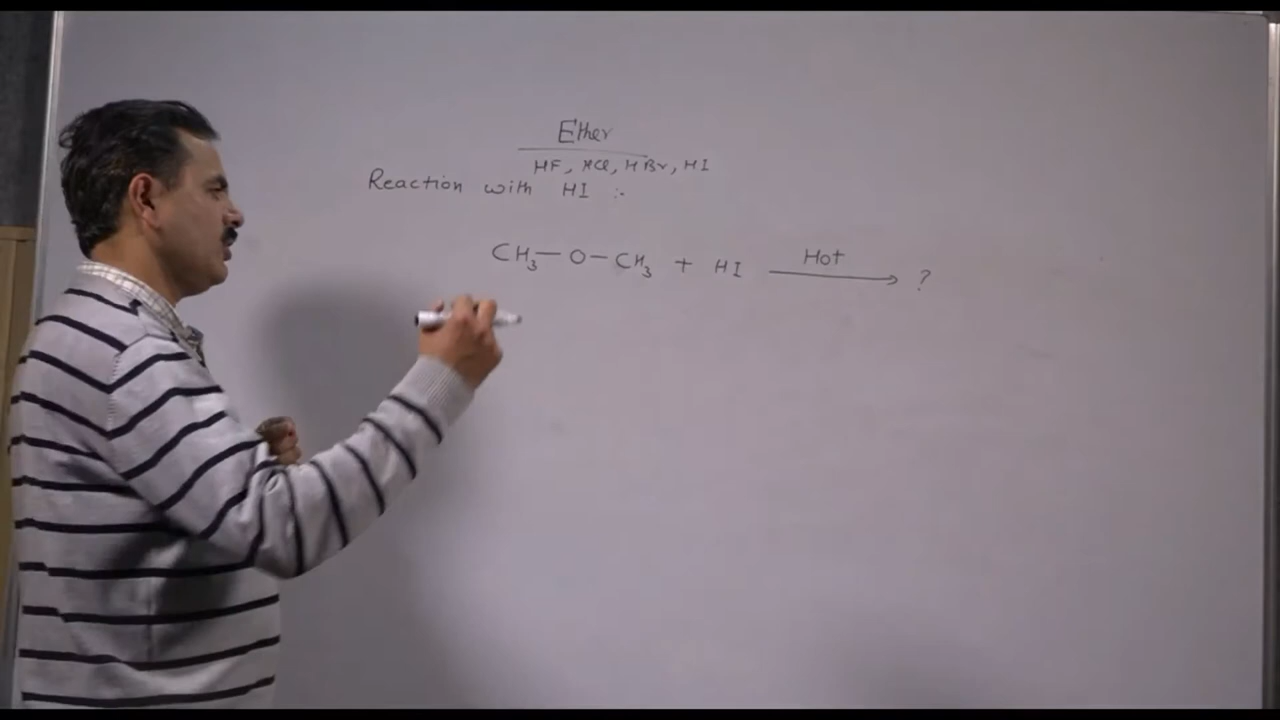 Ether
HF, HCl, HBr, HI
Reaction with HI :-
CH₃—O—CH₃ + HI —Hot→ ?